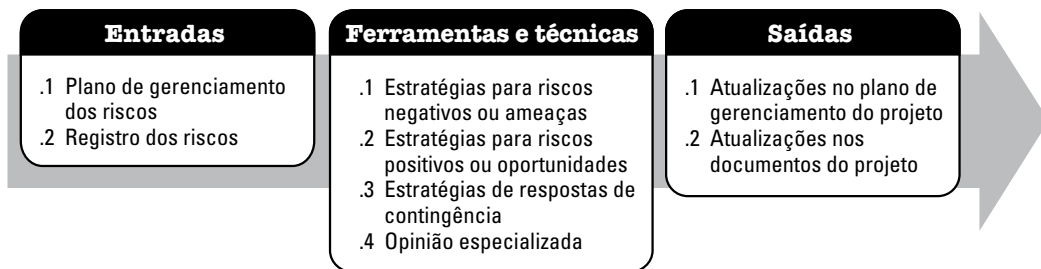 Entradas
.1 Plano de gerenciamento
dos riscos
.2 Registro dos riscos
Ferramentas e técnicas
.1 Estratégias para riscos
negativos ou ameaças
.2 Estratégias para riscos
positivos ou oportunidades
.3 Estratégias de respostas de
contingência
.4 Opinião especializada
Saídas
.1 Atualizações no plano de
gerenciamento do projeto
.2 Atualizações nos
documentos do projeto